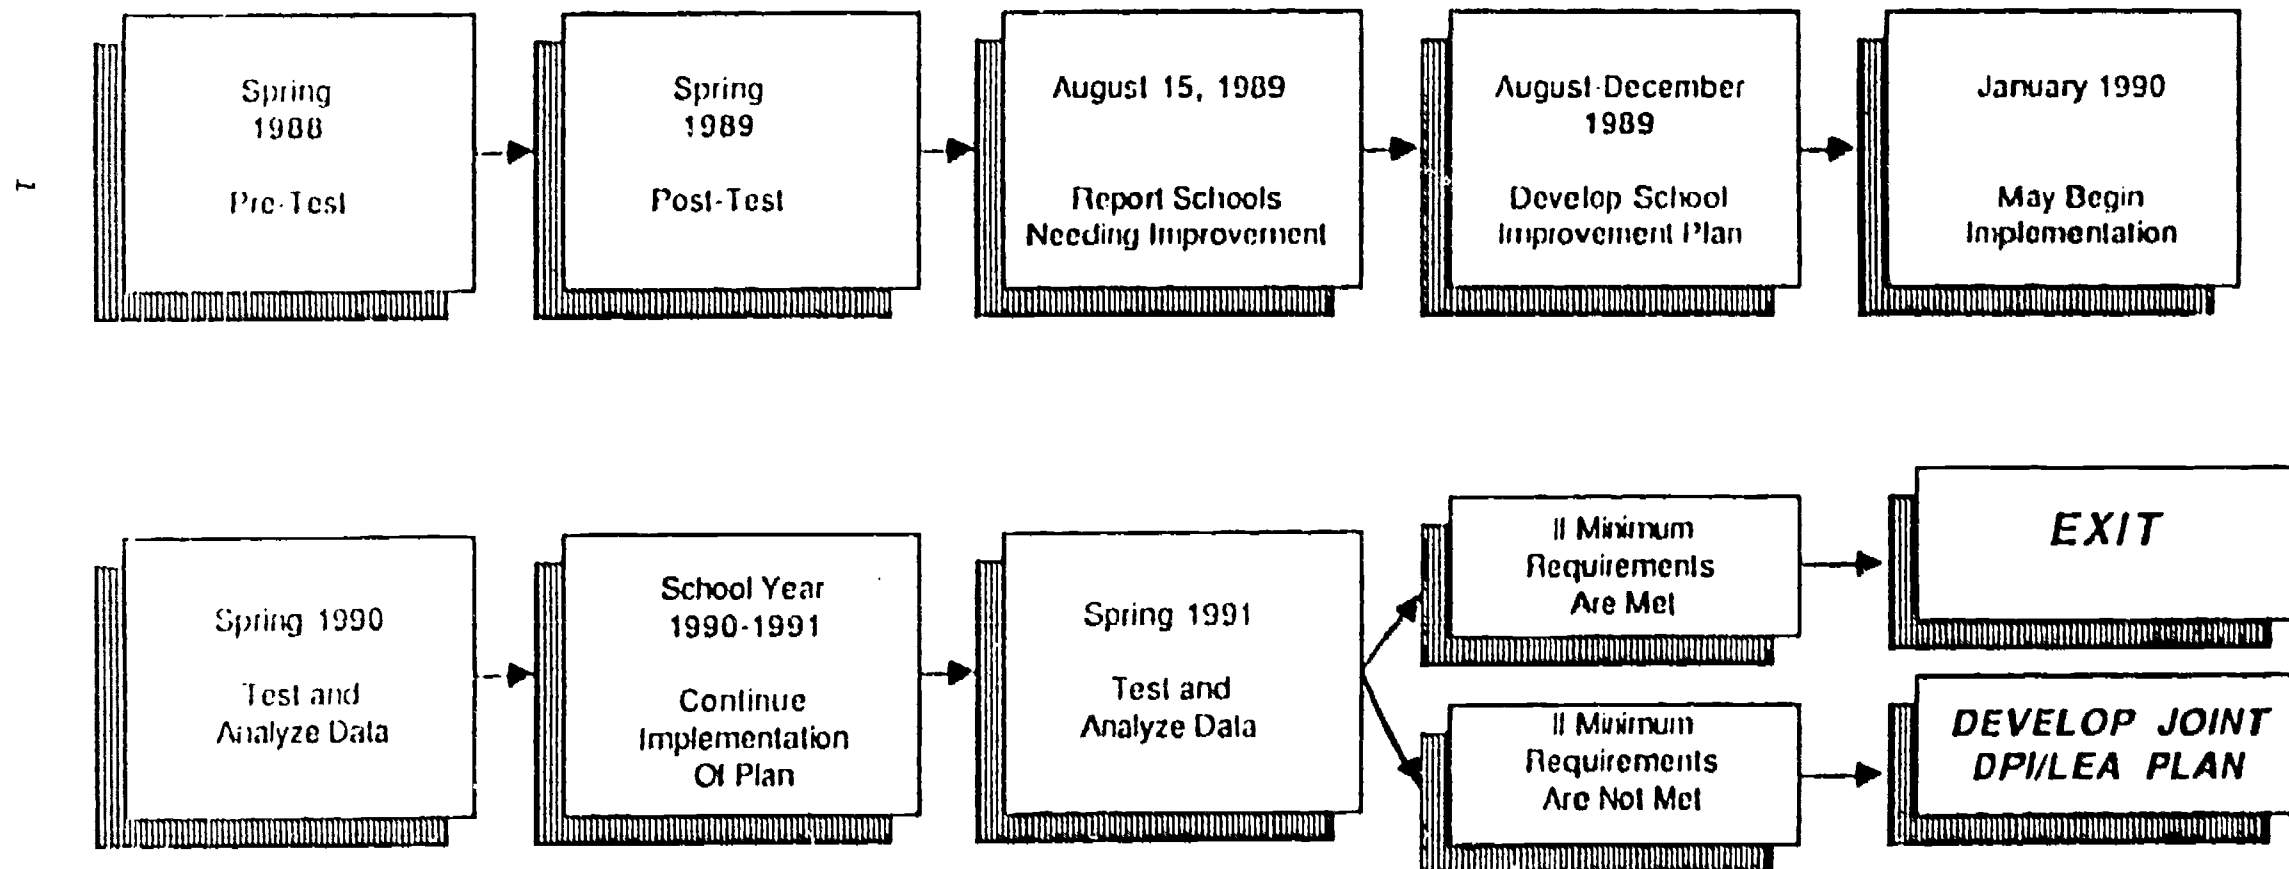 Spring
1988
Pre-Test
Spring
1989
Post-Test
August 15, 1989
Report Schools
Needing Improvement
August-December
1989
Develop School
Improvement Plan
January 1990
May Begin
Implementation
1
Spring 1990
Test and
Analyze Data
School Year
1990-1991
Continue
Implementation
Of Plan
Spring 1991
Test and
Analyze Data
If Minimum
Requirements
Are Met
EXIT
If Minimum
Requirements
Are Not Met
DEVELOP JOINT
DPI/LEA PLAN